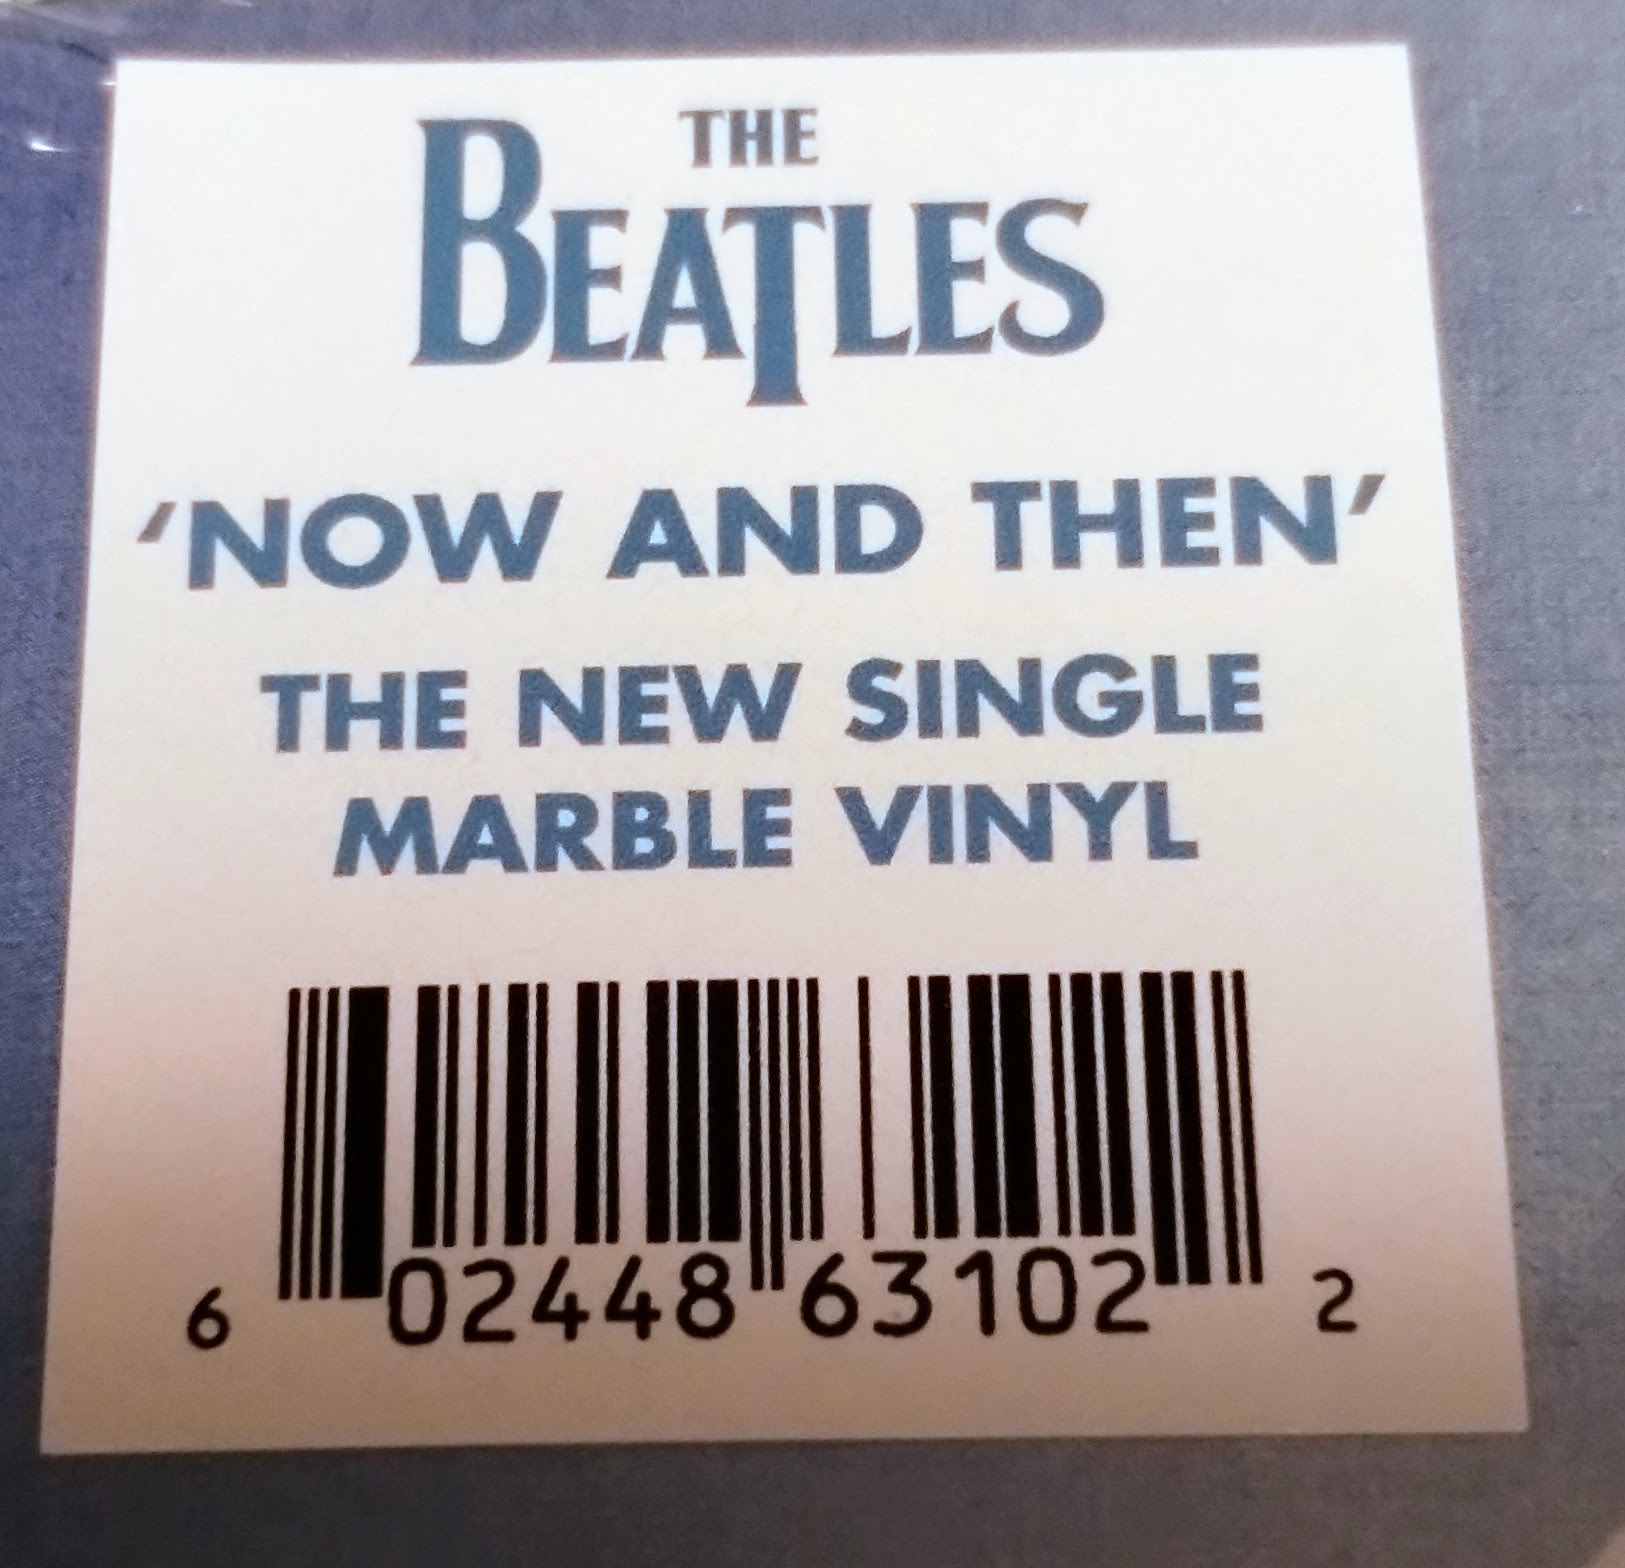 THE
BEATLES
'NOW AND THEN'
THE NEW SINGLE
MARBLE VINYL
6 02448 63102 2